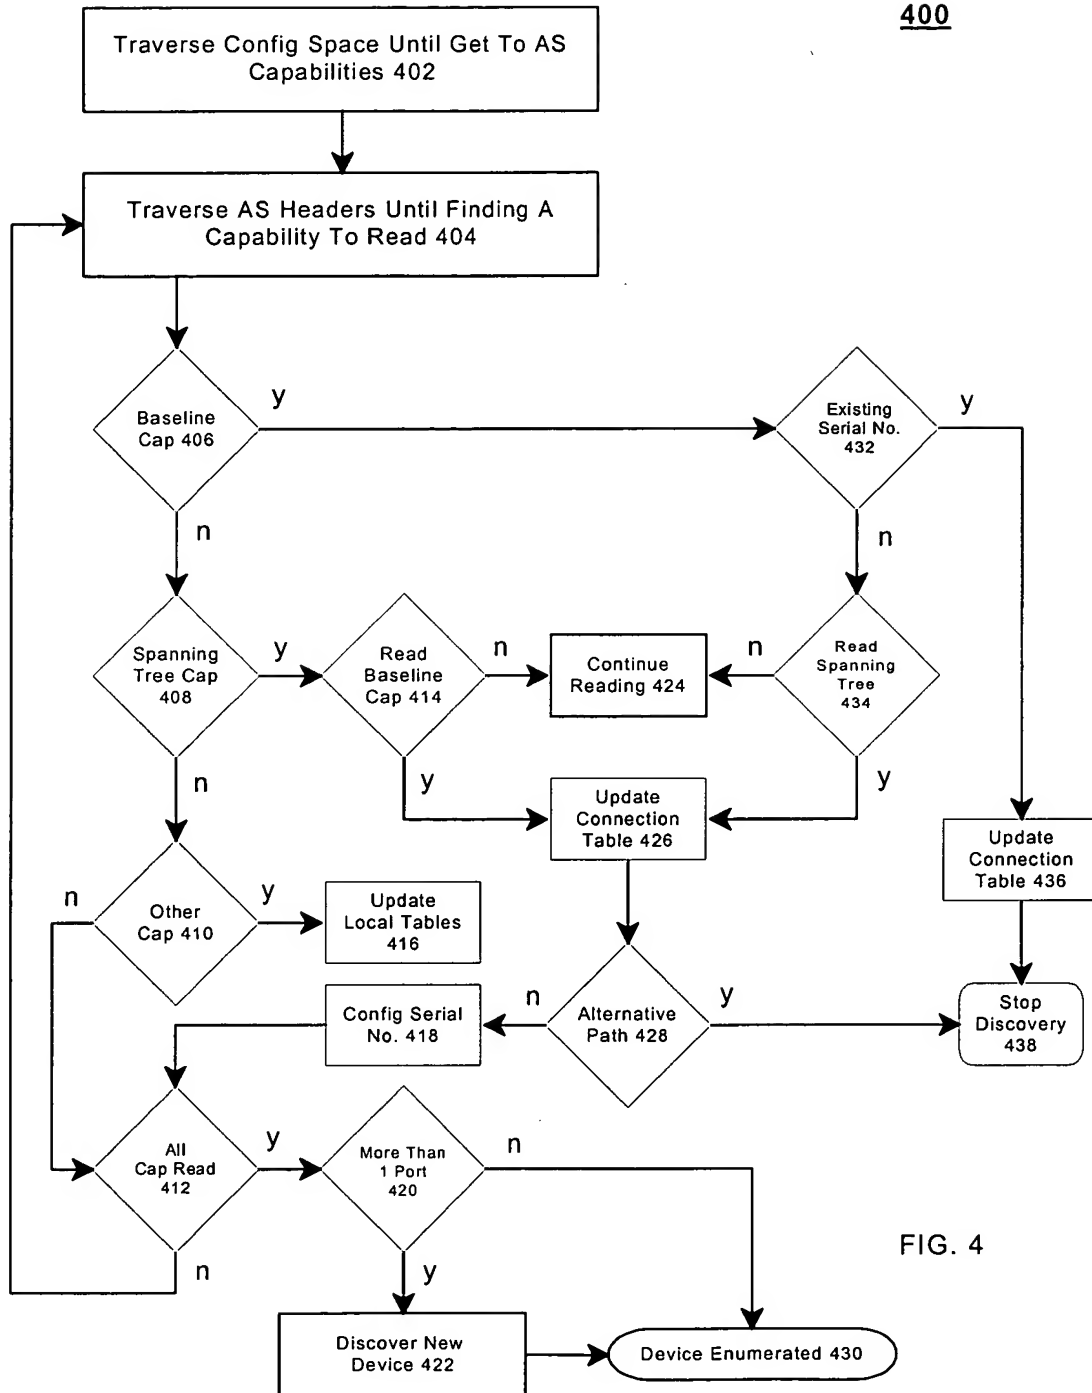 400
Traverse Config Space Until Get To AS
Capabilities 402
Traverse AS Headers Until Finding A
Capability To Read 404
Baseline
Cap 406
y
n
Existing
Serial No.
432
y
n
Spanning
Tree Cap
408
y
n
Read
Baseline
Cap 414
n
y
Continue
Reading 424
n
Read
Spanning
Tree
434
y
Update
Connection
Table 426
Update
Connection
Table 436
n
Other
Cap 410
y
Update
Local Tables
416
Config Serial
No. 418
n
Alternative
Path 428
y
Stop
Discovery
438
All
Cap Read
412
y
n
More Than
1 Port
420
n
y
FIG. 4
Discover New
Device 422
Device Enumerated 430